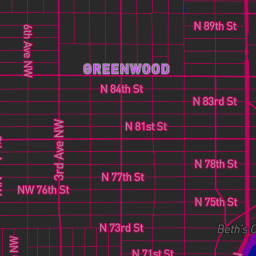 N 89th St
6th Ave NW
GREENWOOD
N 84th St
N 83rd St
N 81st St
3rd Ave NW
N 78th St
N 77th St
NW 76th St
N 75th St
N 73rd St
Beth's
NW
N 71st St